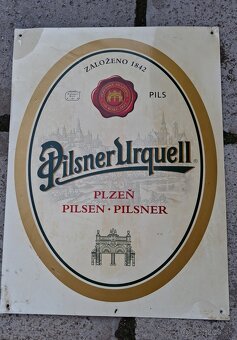 ZALOŽENO 1842
PILS
Pilsner Urquell
PLZEŇ
PILSEN · PILSNER